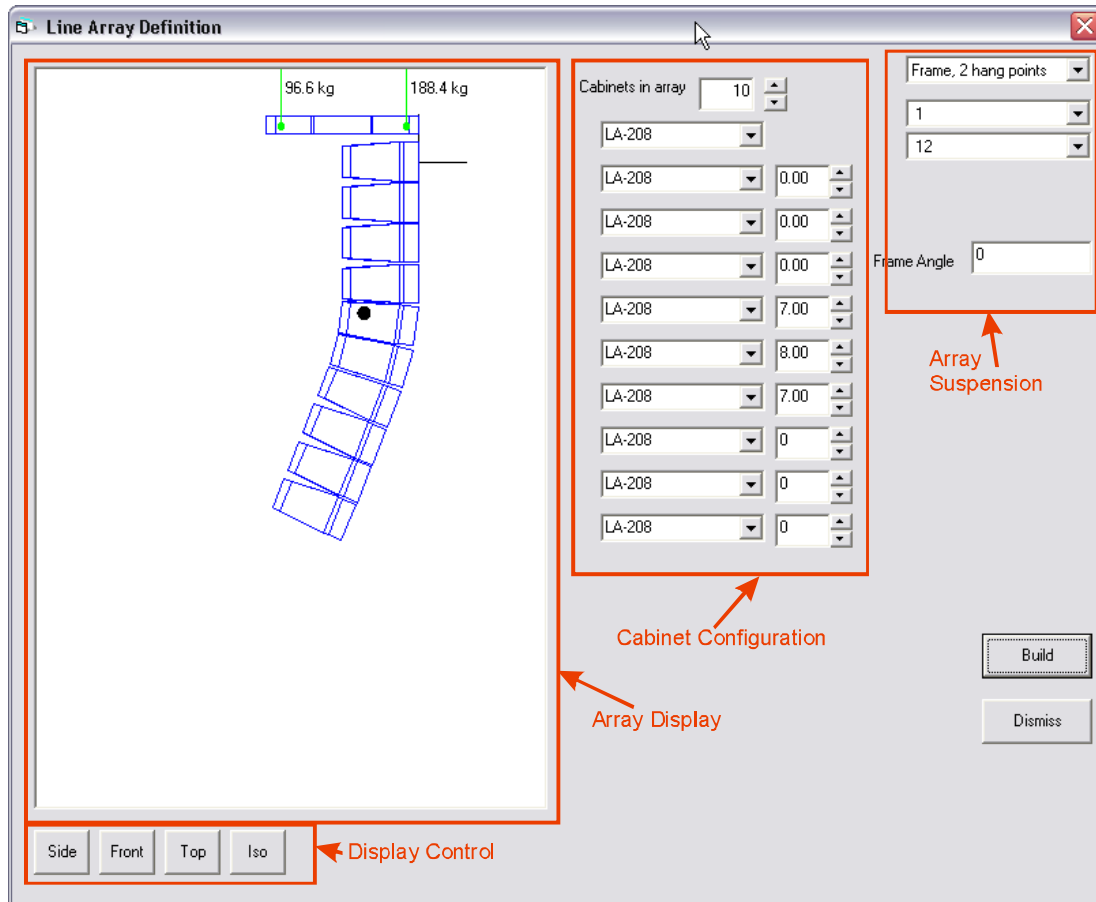 Line Array Definition
96.6 kg 188.4 kg
Cabinets in array 10
LA-208
LA-208 0.00
LA-208 0.00
LA-208 0.00
LA-208 7.00
LA-208 8.00
LA-208 7.00
LA-208 0
LA-208 0
LA-208 0
Frame, 2 hang points
1
12
Frame Angle 0
Array
Suspension
Cabinet Configuration
Array Display
Build
Dismiss
Side Front Top Iso
Display Control